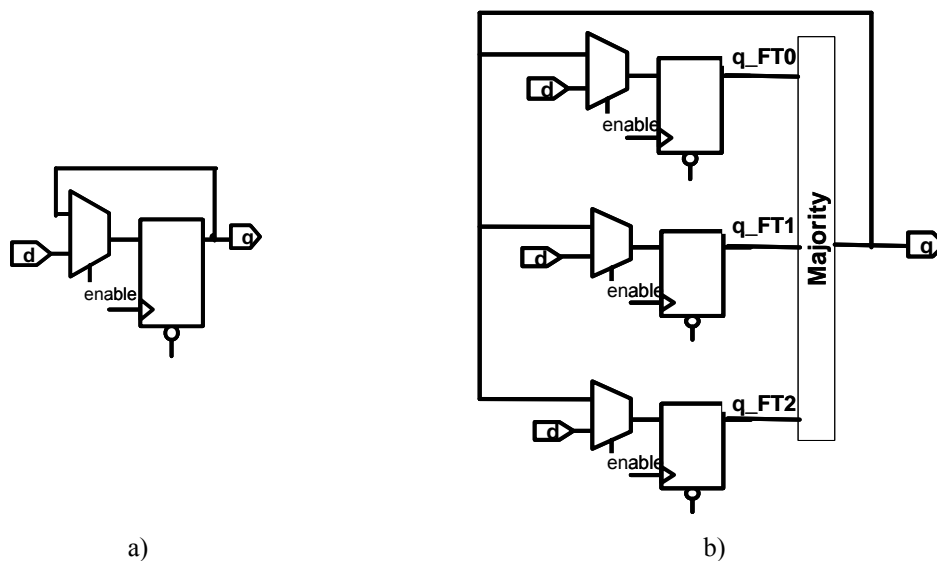 d
enable
q
a)
q_FT0
d
enable
q_FT1
d
enable
q_FT2
d
enable
Majority
q
b)